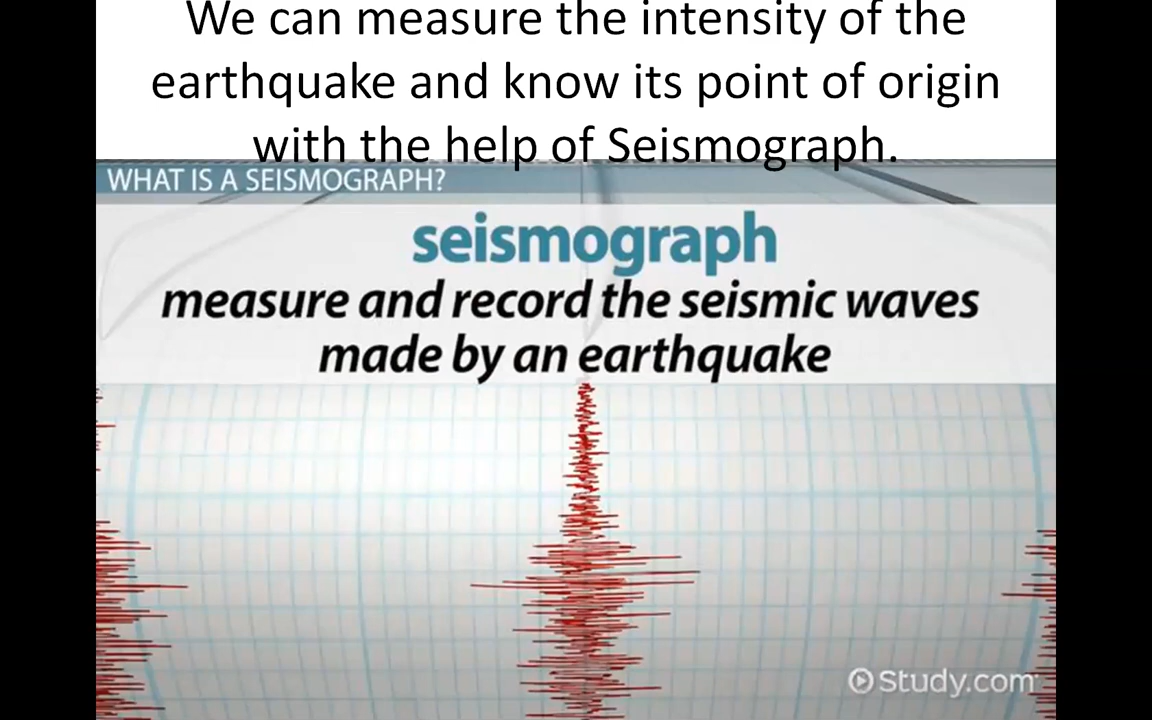 We can measure the intensity of the
earthquake and know its point of origin
with the help of Seismograph.
WHAT IS A SEISMOGRAPH?
seismograph
measure and record the seismic waves
made by an earthquake
Study.com